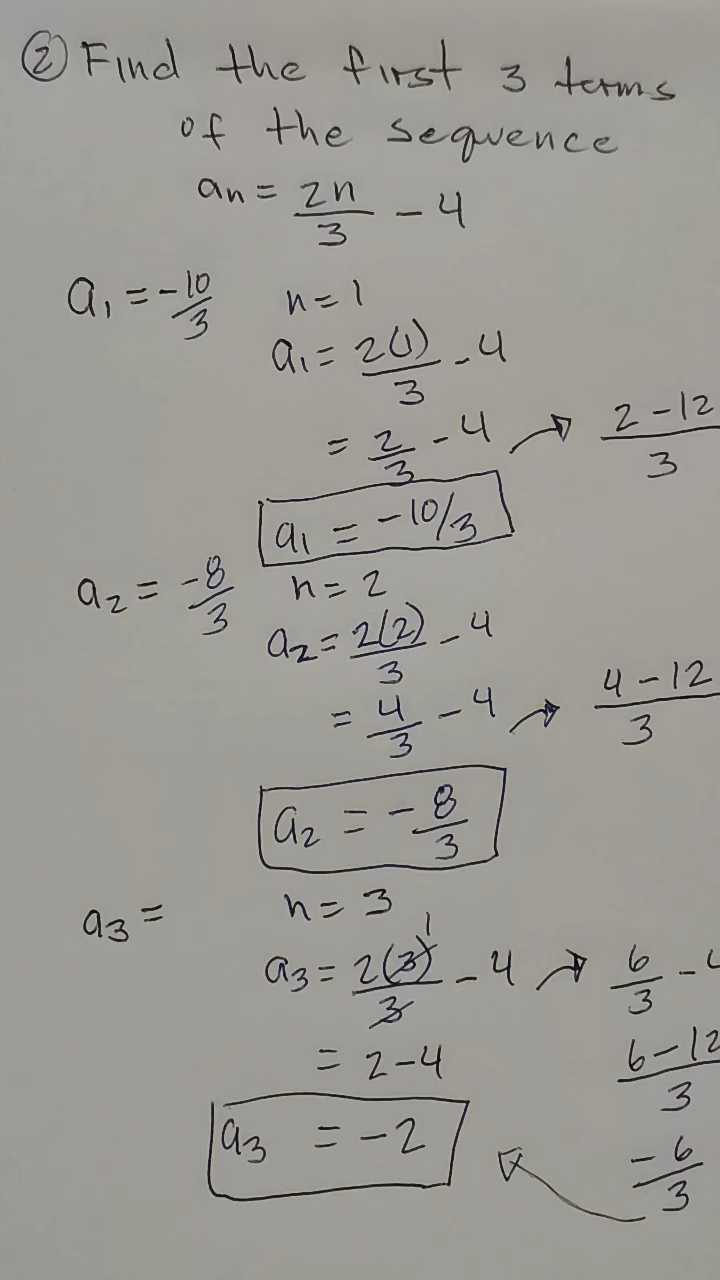 ② Find the first 3 terms
of the sequence
aₙ = 2n/3 - 4
a₁ = -10/3
n = 1
a₁ = 2(1)/3 - 4
= 2/3 - 4 → (2 - 12)/3
a₁ = -10/3
a₂ = -8/3
n = 2
a₂ = 2(2)/3 - 4
= 4/3 - 4 → (4 - 12)/3
a₂ = -8/3
a₃ =
n = 3
a₃ = 2(3)¹/3 - 4 → 6/3 - 4
= 2 - 4
(6 - 12)/3
a₃ = -2
-6/3